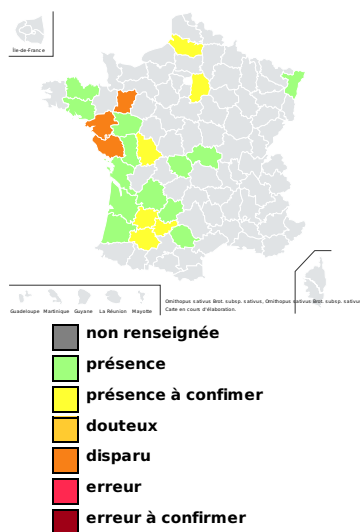 Île-de-France
Guadeloupe Martinique Guyane La Réunion Mayotte
Ornithopus sativus Brot. subsp. sativus, Ornithopus sativus Brot. subsp. sativus
Carte en cours d'élaboration.
non renseignée
présence
présence à confimer
douteux
disparu
erreur
erreur à confirmer